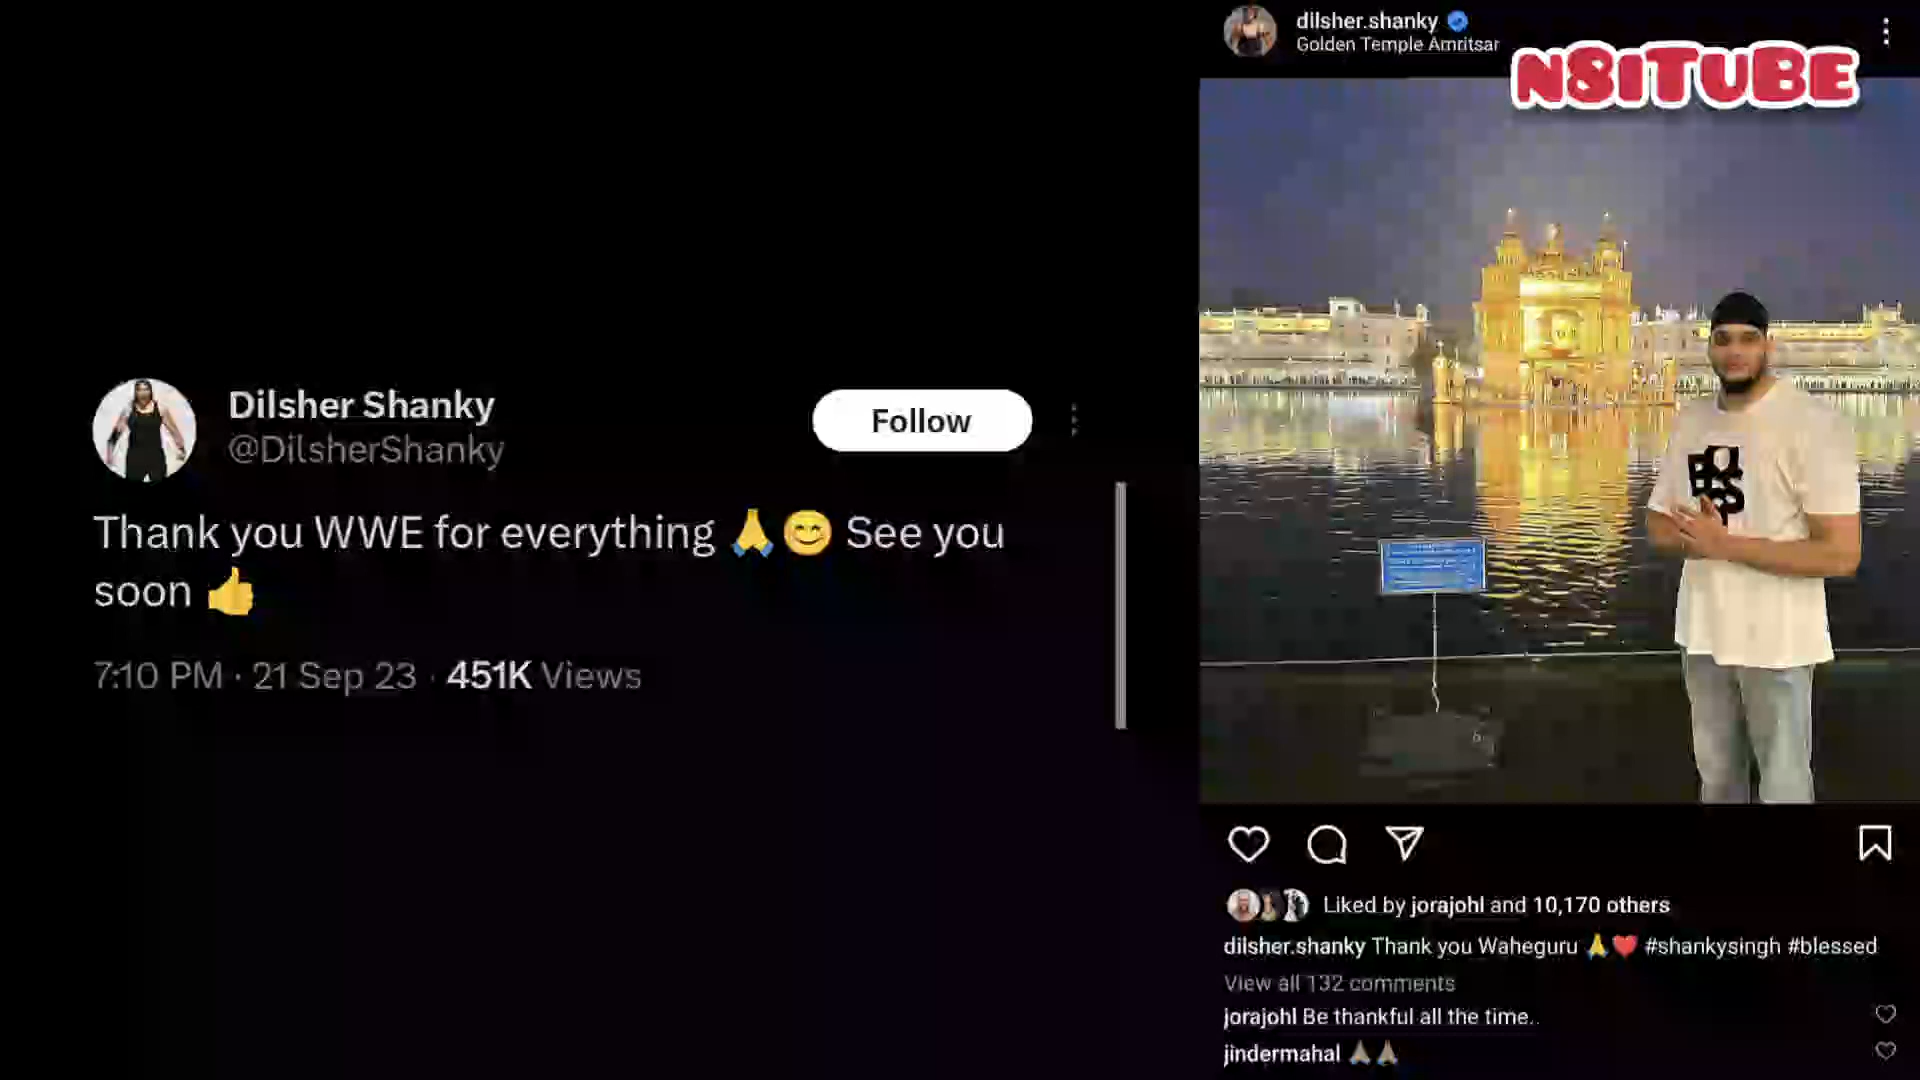 Dilsher Shanky
@DilsherShanky
Follow
Thank you WWE for everything 🙏😊 See you
soon 👍
7:10 PM · 21 Sep 23 · 451K Views
dilsher.shanky
Golden Temple Amritsar
N8iTUBE
Liked by jorajohl and 10,170 others
dilsher.shanky Thank you Waheguru 🙏❤️ #shankysingh #blessed
View all 132 comments
jorajohl Be thankful all the time..
jindermahal 🙏🙏